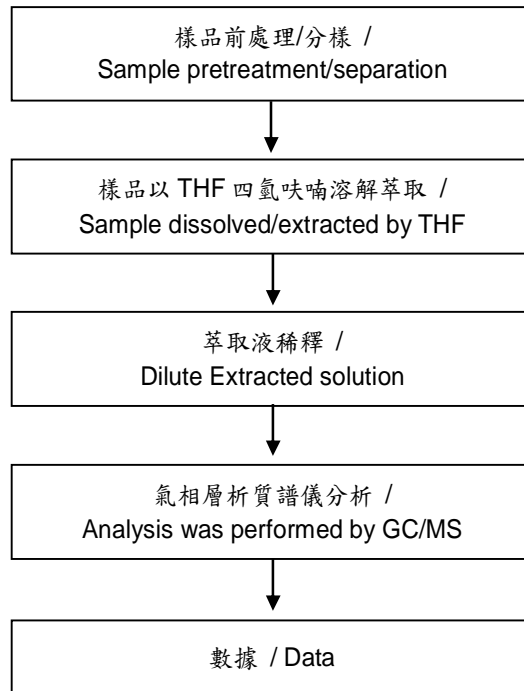 樣品前處理/分樣 /
Sample pretreatment/separation
樣品以 THF 四氫呋喃溶解萃取 /
Sample dissolved/extracted by THF
萃取液稀釋 /
Dilute Extracted solution
氣相層析質譜儀分析 /
Analysis was performed by GC/MS
數據 / Data